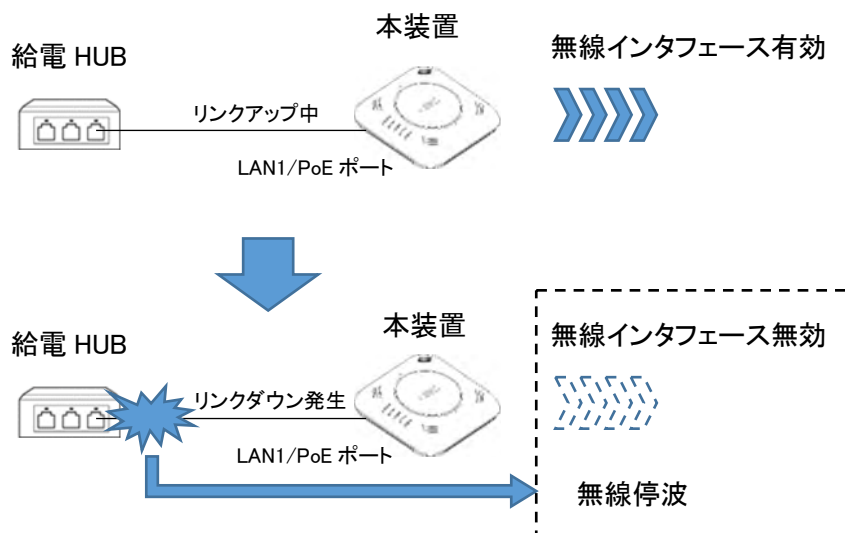 本装置
無線インタフェース有効
給電 HUB
リンクアップ中
LAN1/PoE ポート
本装置
無線インタフェース無効
給電 HUB
リンクダウン発生
LAN1/PoE ポート
無線停波